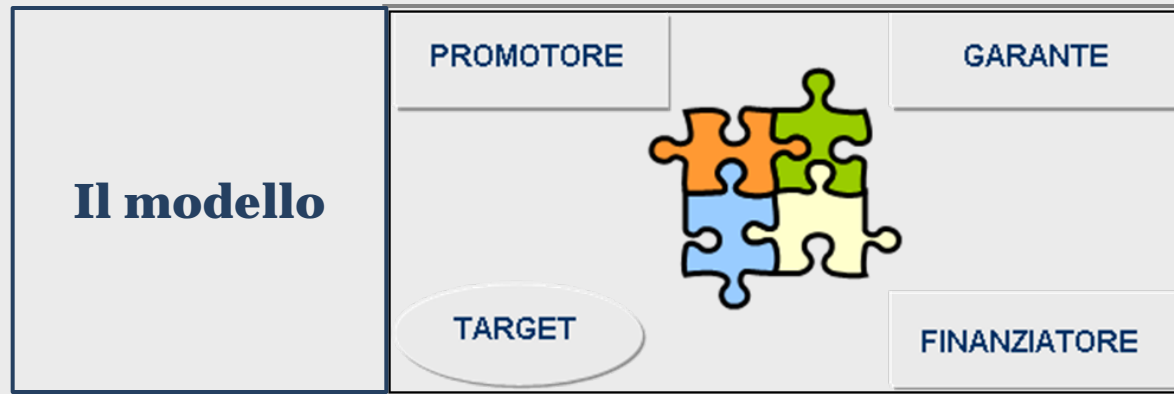 Il modello
PROMOTORE
GARANTE
TARGET
FINANZIATORE